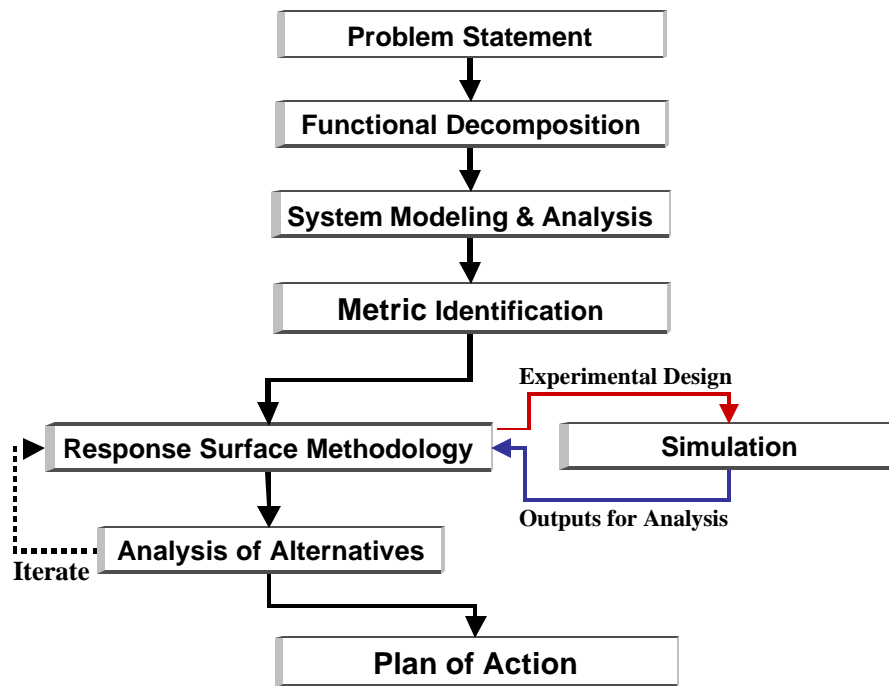 Problem Statement
Functional Decomposition
System Modeling & Analysis
Metric Identification
Experimental Design
Response Surface Methodology
Simulation
Outputs for Analysis
Analysis of Alternatives
Iterate
Plan of Action